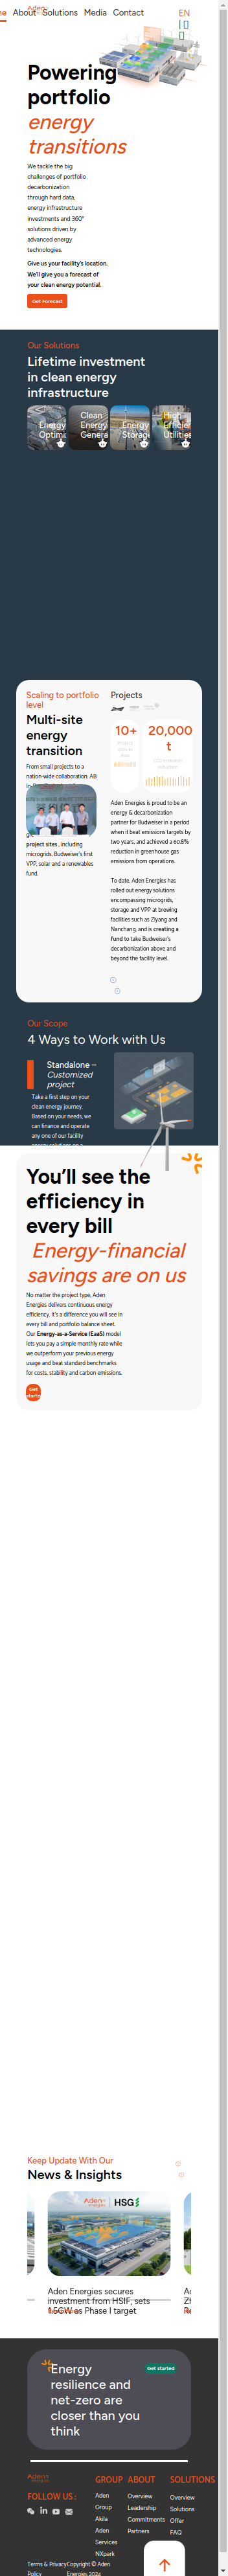 Aden
ne About Solutions Media Contact
EN
Powering
portfolio
energy
transitions
We tackle the big
challenges of portfolio
decarbonization
through hard data,
energy infrastructure
investments and 360°
solutions driven by
advanced energy
technologies.
Give us your facility's location.
We'll give you a forecast of
your clean energy potential.
Get Forecast
Our Solutions
Lifetime investment
in clean energy
infrastructure
Energy
Optimi
Clean
Energy
Genera
Energy
Storage
High-
Efficien
Utilities
Scaling to portfolio
level
Multi-site
energy
transition
From small projects to a
nation-wide collaboration. AB
project sites , including
microgrids, Budweiser's first
VPP, solar and a renewables
fund.
Projects
10+
Project
sites in
Asia
20,000
t
CO2 emissions
reduction
Aden Energies is proud to be an
energy & decarbonization
partner for Budweiser in a period
when it beat emissions targets by
two years, and achieved a 60.8%
reduction in greenhouse gas
emissions from operations.
To date, Aden Energies has
rolled out energy solutions
encompassing microgrids,
storage and VPP at brewing
facilities such as Ziyang and
Nanchang, and is creating a
fund to take Budweiser's
decarbonization above and
beyond the facility level.
Our Scope
4 Ways to Work with Us
Standalone –
Customized
project
Take a first step on your
clean energy journey.
Based on your needs, we
can finance and operate
any one of our facility
energy solutions on a
You'll see the
efficiency in
every bill
Energy-financial
savings are on us
No matter the project type, Aden
Energies delivers continuous energy
efficiency. It's a difference you will see in
every bill and portfolio balance sheet.
Our Energy-as-a-Service (EaaS) model
lets you pay a simple monthly rate while
we outperform your previous energy
usage and beat standard benchmarks
for costs, stability and carbon emissions.
Get
started
Keep Update With Our
News & Insights
Aden
energies
HSG
Aden Energies secures
investment from HSIF, sets
1.5GW as Phase I target
Energy
resilience and
net-zero are
closer than you
think
Get started
Aden
energies
FOLLOW US :
GROUP
Aden
Group
Akila
Aden
Services
NXpark
ABOUT
Overview
Leadership
Commitments
Partners
SOLUTIONS
Overview
Solutions
Offer
FAQ
Terms & Privacy
Policy
Copyright © Aden
Energies 2024